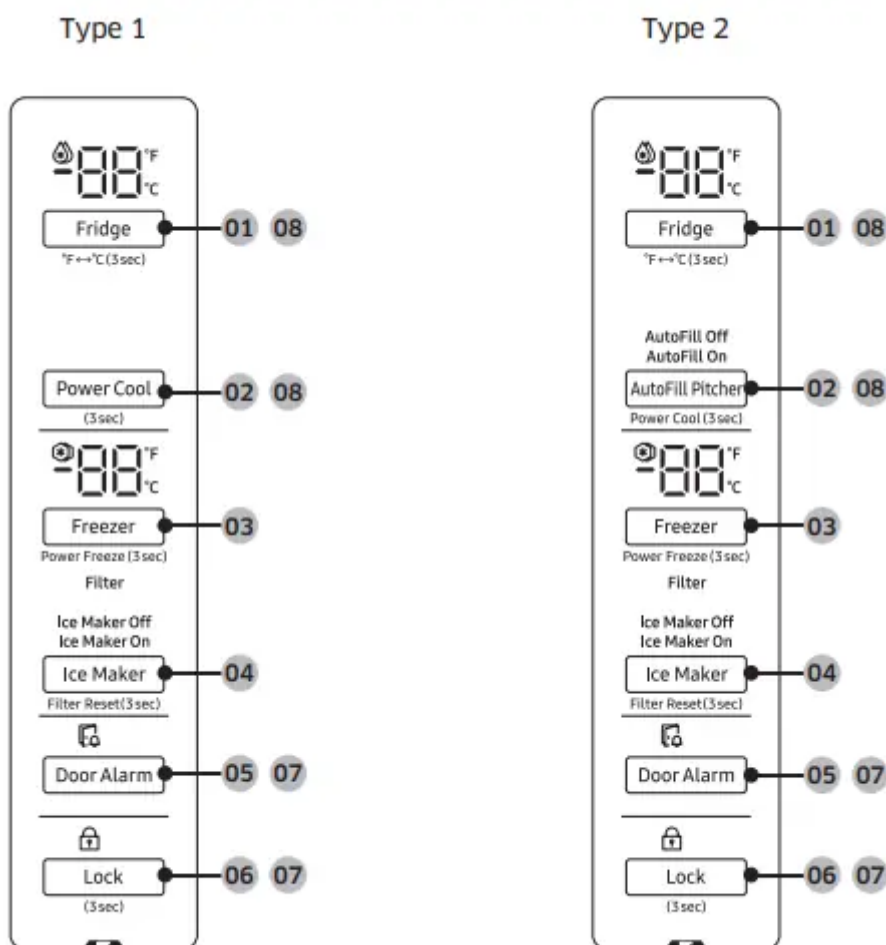 Type 1
88 °F
°C
Fridge 01 08
°F↔°C(3sec)
Power Cool 02 08
(3sec)
88 °F
°C
Freezer 03
Power Freeze (3sec)
Filter
Ice Maker Off
Ice Maker On
Ice Maker 04
Filter Reset(3sec)
Door Alarm 05 07
Lock 06 07
(3sec)
Type 2
88 °F
°C
Fridge 01 08
°F↔°C(3sec)
AutoFill Off
AutoFill On
AutoFill Pitcher 02 08
Power Cool (3sec)
88 °F
°C
Freezer 03
Power Freeze (3sec)
Filter
Ice Maker Off
Ice Maker On
Ice Maker 04
Filter Reset(3sec)
Door Alarm 05 07
Lock 06 07
(3sec)